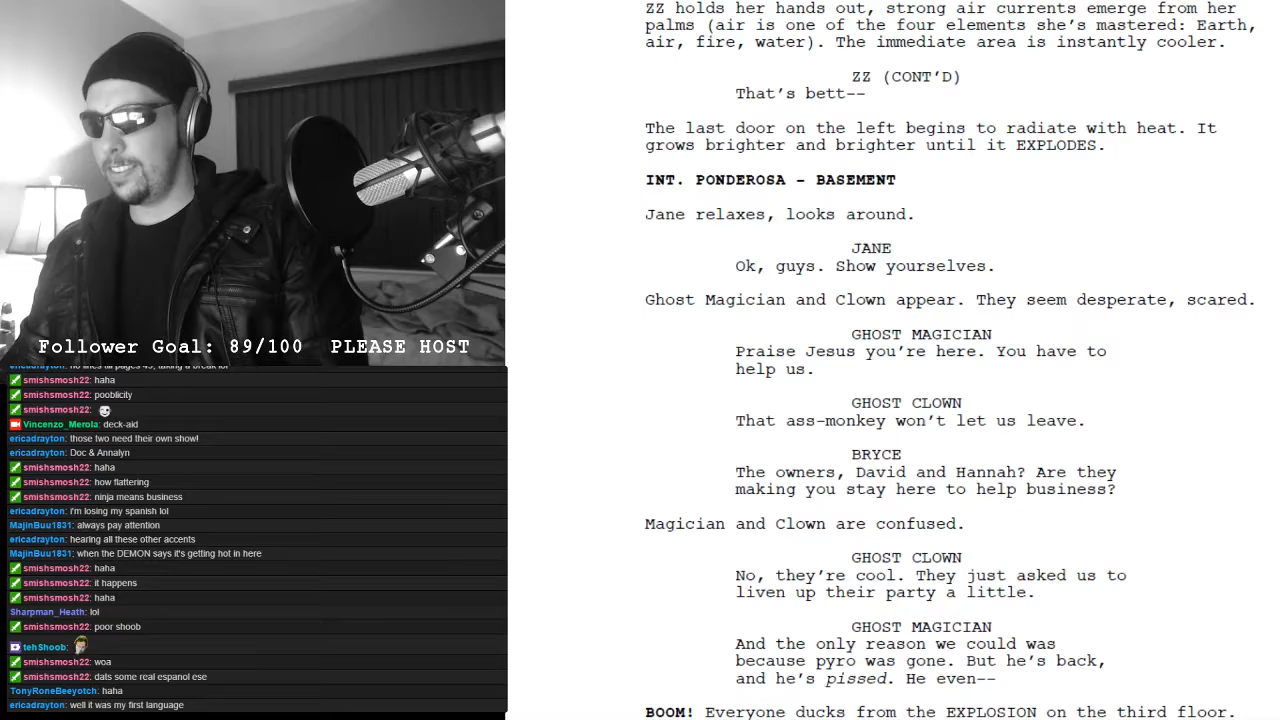 ZZ holds her hands out, strong air currents emerge from her
palms (air is one of the four elements she's mastered: Earth,
air, fire, water). The immediate area is instantly cooler.
ZZ (CONT'D)
That's bett--
The last door on the left begins to radiate with heat. It
grows brighter and brighter until it EXPLODES.
INT. PONDEROSA - BASEMENT
Jane relaxes, looks around.
JANE
Ok, guys. Show yourselves.
Ghost Magician and Clown appear. They seem desperate, scared.
GHOST MAGICIAN
Praise Jesus you're here. You have to
help us.
GHOST CLOWN
That ass-monkey won't let us leave.
BRYCE
The owners, David and Hannah? Are they
making you stay here to help business?
Magician and Clown are confused.
GHOST CLOWN
No, they're cool. They just asked us to
liven up their party a little.
GHOST MAGICIAN
And the only reason we could was
because pyro was gone. But he's back,
and he's pissed. He even--
BOOM! Everyone ducks from the EXPLOSION on the third floor.
Follower Goal: 89/100 PLEASE HOST
smishsmosh22: haha
smishsmosh22: pooblicity
smishsmosh22:
Vincenzo_Merola: deck-aid
ericadrayton: those two need their own show!
ericadrayton: Doc & Annalyn
smishsmosh22: haha
smishsmosh22: how flattering
smishsmosh22: ninja means business
ericadrayton: i'm losing my spanish lol
MajinBuu1831: always pay attention
ericadrayton: hearing all these other accents
MajinBuu1831: when the DEMON says it's getting hot in here
smishsmosh22: haha
smishsmosh22: it happens
smishsmosh22: haha
Sharpman_Heath: lol
smishsmosh22: poor shoob
tehShoob:
smishsmosh22: woa
smishsmosh22: dats some real espanol ese
TonyRoneBeeyotch: haha
ericadrayton: well it was my first language